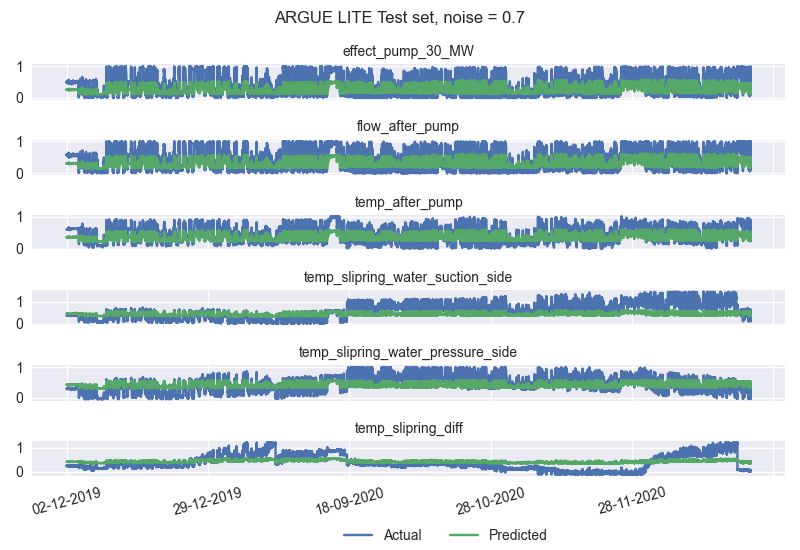 ARGUE LITE Test set, noise = 0.7
effect_pump_30_MW
1
0
flow_after_pump
1
0
temp_after_pump
1
0
temp_slipring_water_suction_side
1
0
temp_slipring_water_pressure_side
1
0
temp_slipring_diff
1
0
02-12-2019 29-12-2019 18-09-2020 28-10-2020 28-11-2020
Actual Predicted